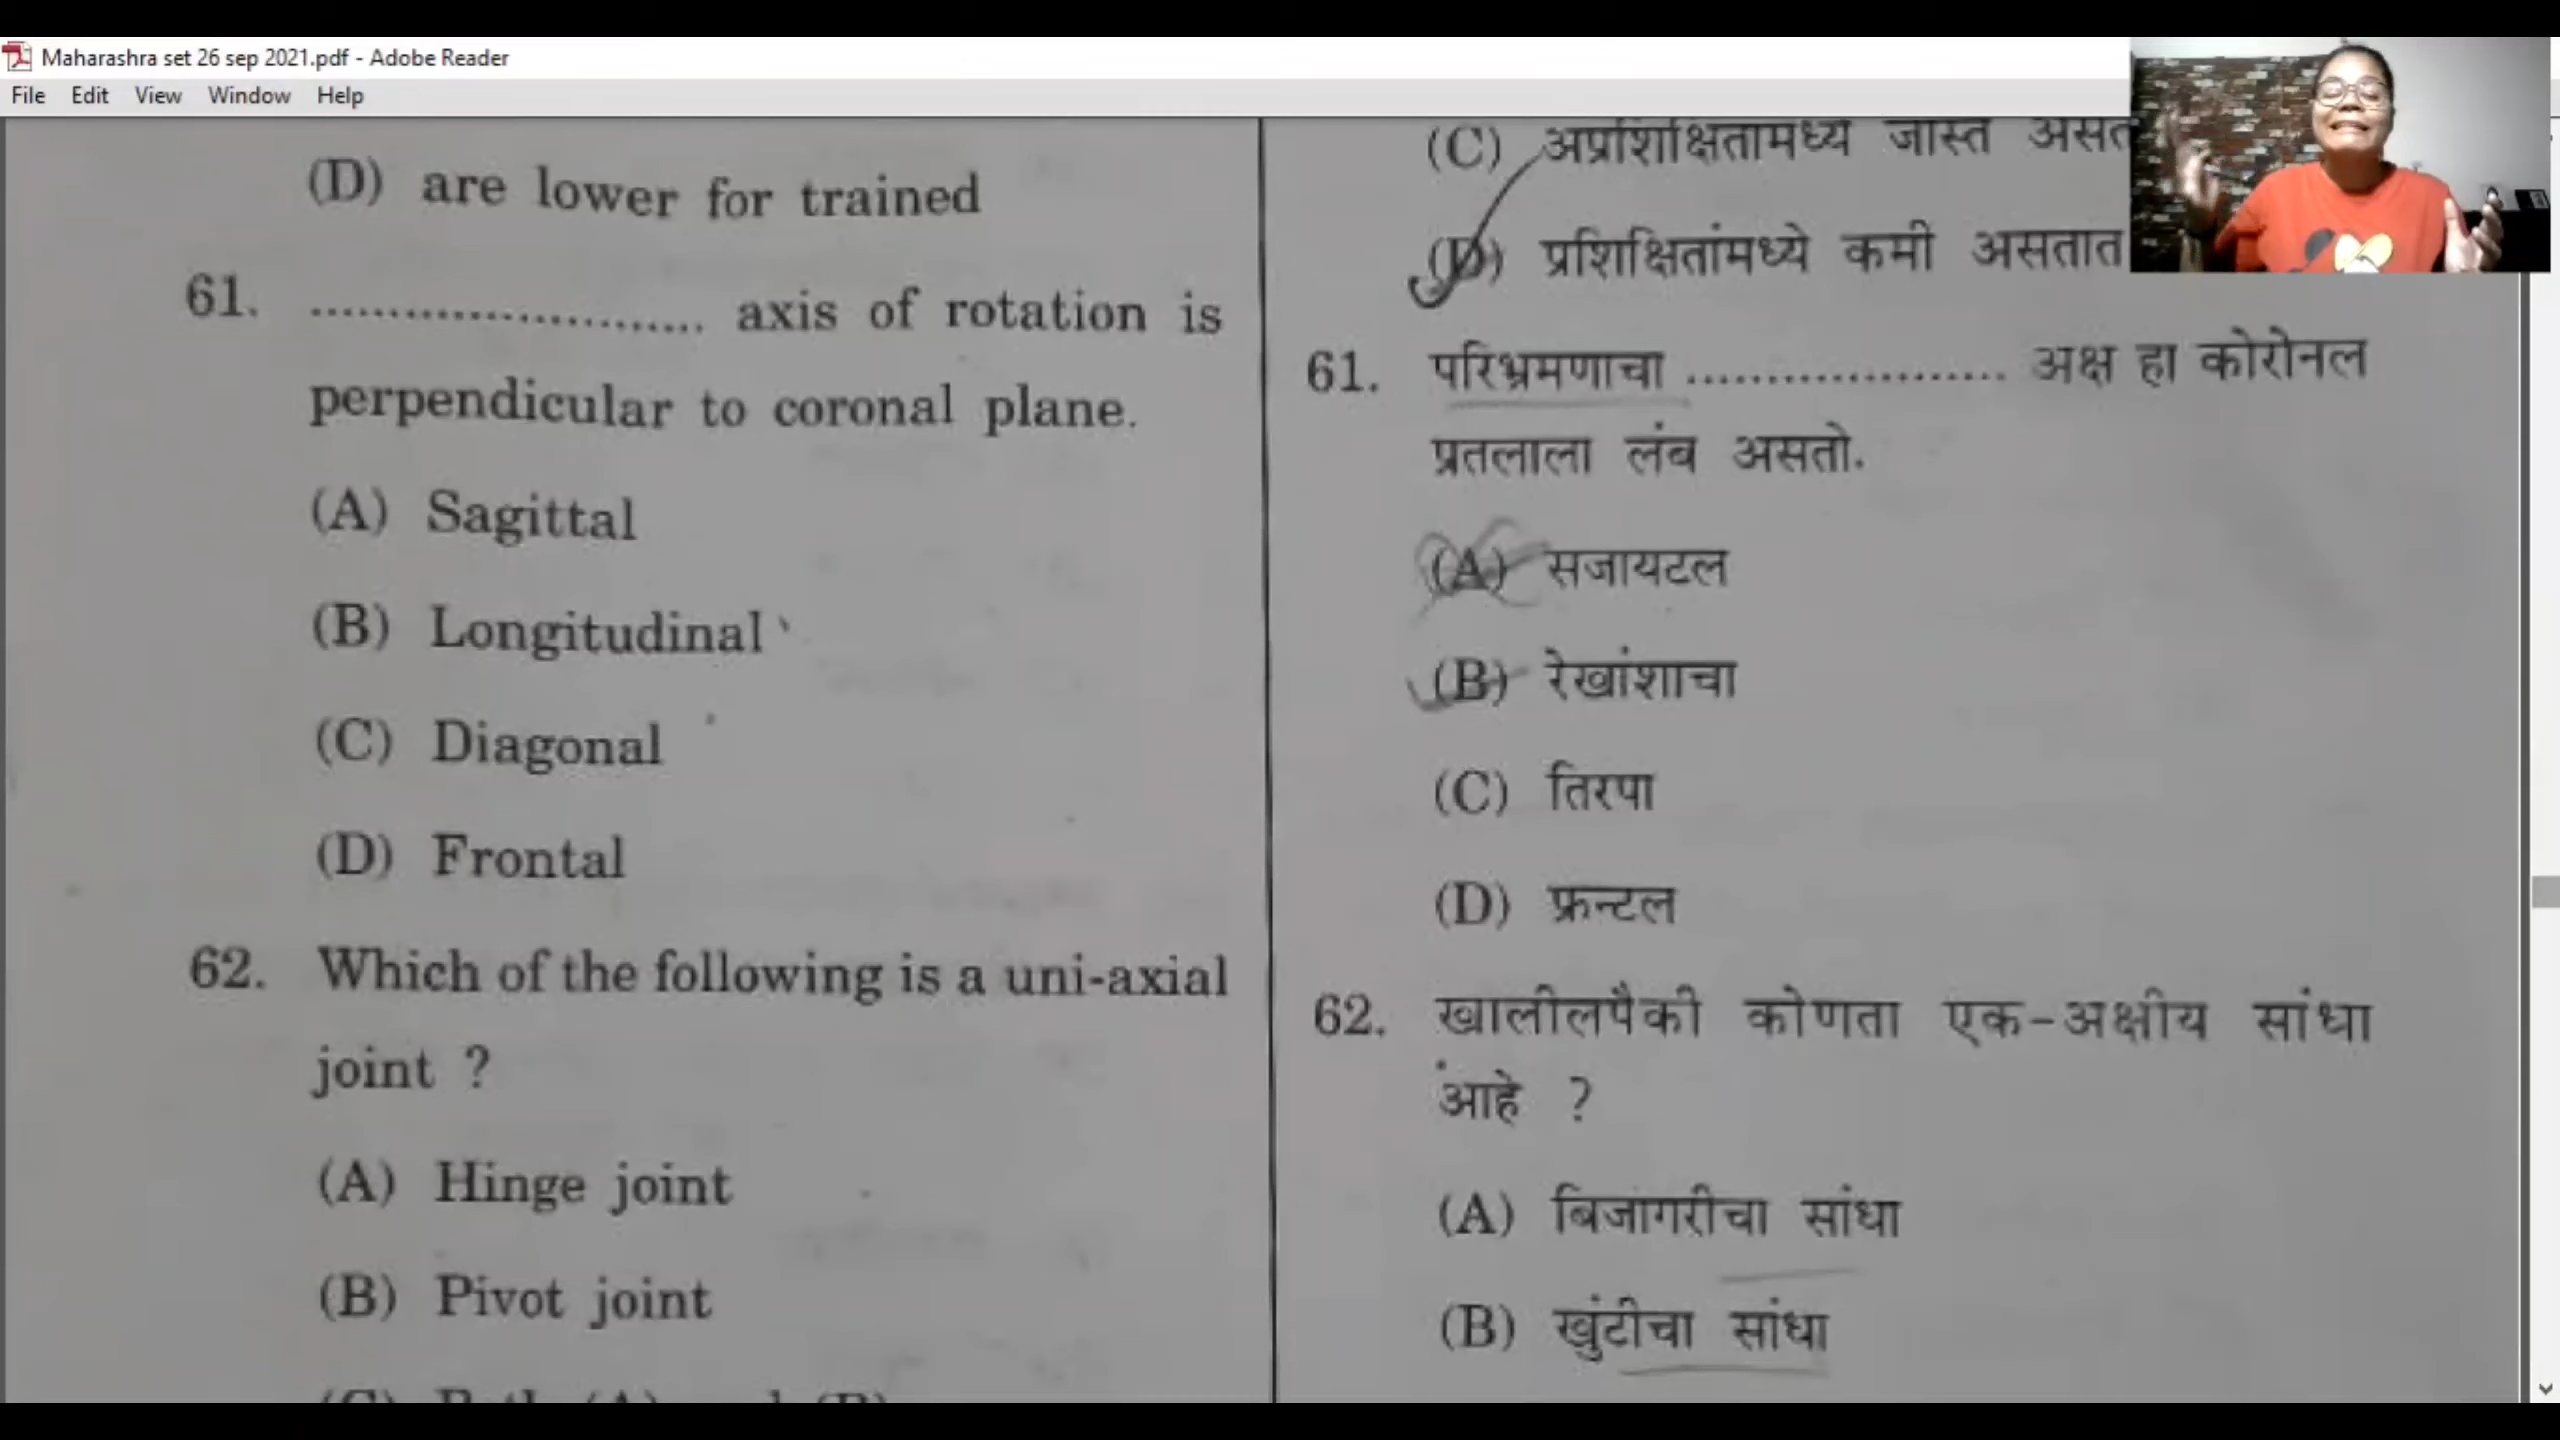 Maharashra set 26 sep 2021.pdf - Adobe Reader
File Edit View Window Help
(D) are lower for trained
61. ........................ axis of rotation is
perpendicular to coronal plane.
(A) Sagittal
(B) Longitudinal
(C) Diagonal
(D) Frontal
62. Which of the following is a uni-axial
joint ?
(A) Hinge joint
(B) Pivot joint
(C) Both (A) and (B)
(C) अप्रशिक्षितांमध्ये जास्त
(D) प्रशिक्षितांमध्ये कमी असतात
61. परिभ्रमणाचा .................... अक्ष हा कोरोनल
प्रतलाला लंब असतो.
(A) सजायटल
(B) रेखांशाचा
(C) तिरपा
(D) फ्रन्टल
62. खालीलपैकी कोणता एक-अक्षीय सांधा
आहे ?
(A) बिजागरीचा सांधा
(B) खुंटीचा सांधा